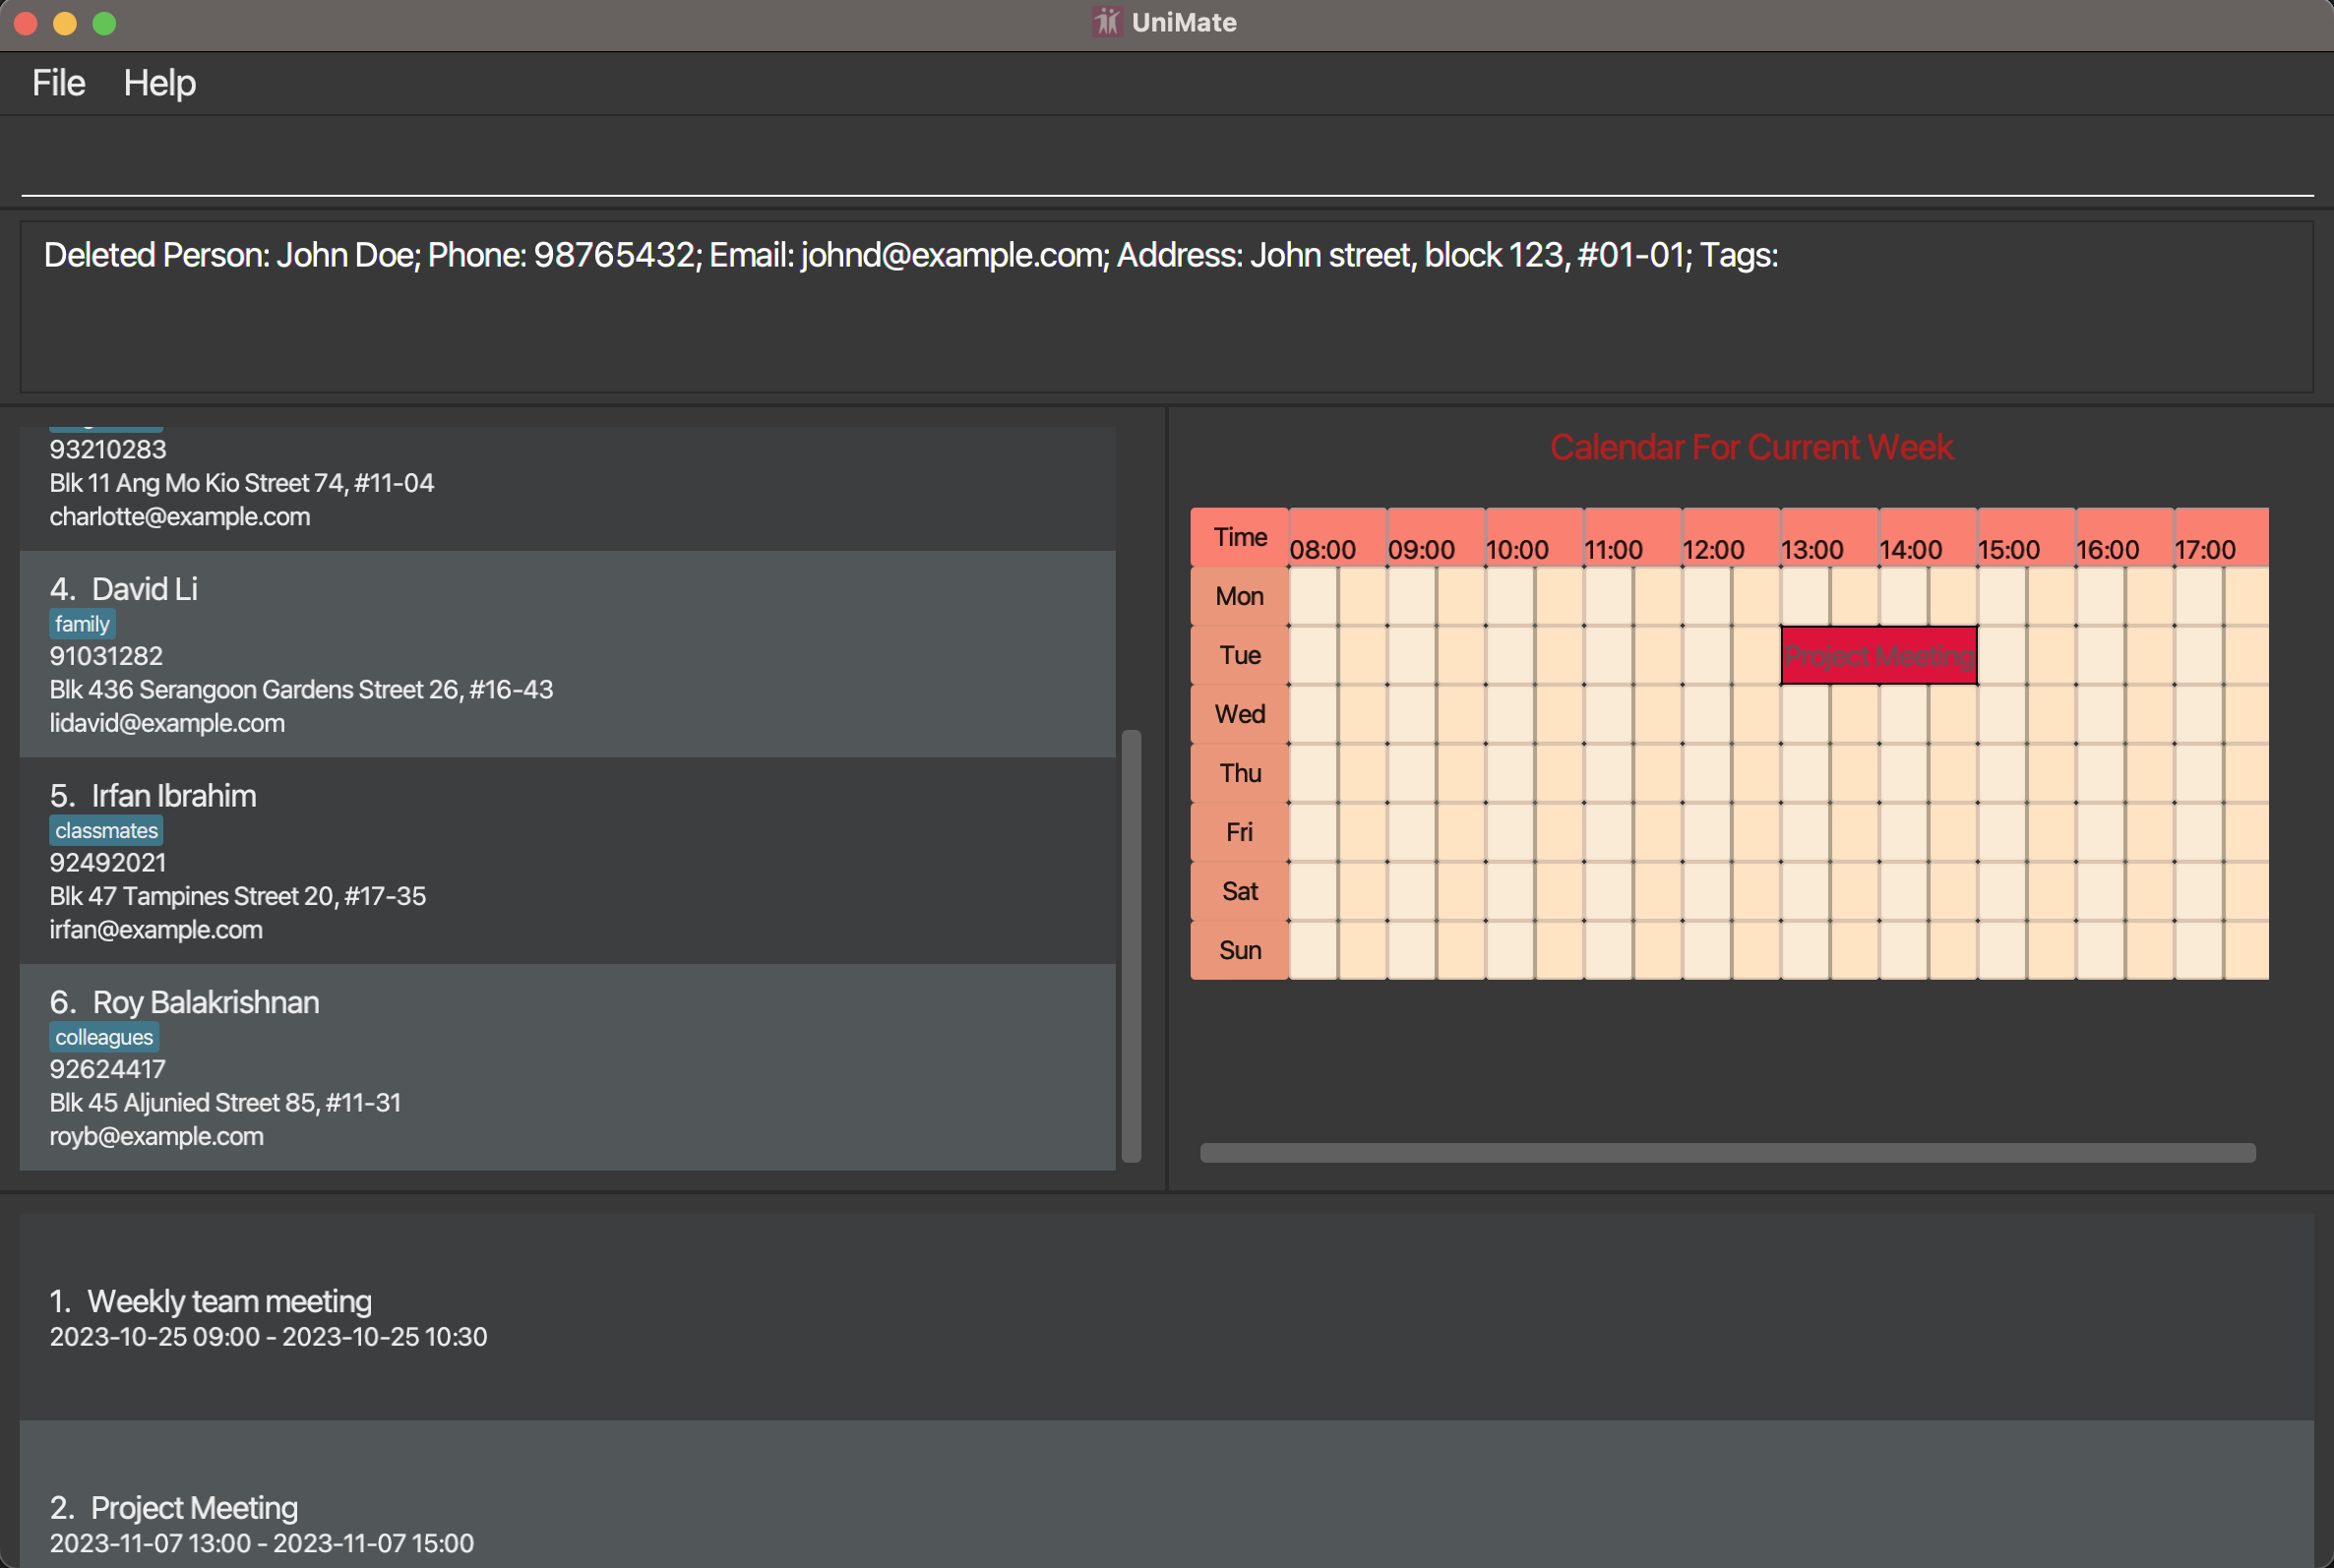 UniMate
File Help
Deleted Person: John Doe; Phone: 98765432; Email: johnd@example.com; Address: John street, block 123, #01-01; Tags:
93210283
Blk 11 Ang Mo Kio Street 74, #11-04
charlotte@example.com
4. David Li
family
91031282
Blk 436 Serangoon Gardens Street 26, #16-43
lidavid@example.com
5. Irfan Ibrahim
classmates
92492021
Blk 47 Tampines Street 20, #17-35
irfan@example.com
6. Roy Balakrishnan
colleagues
92624417
Blk 45 Aljunied Street 85, #11-31
royb@example.com
Calendar For Current Week
Time 08:00 09:00 10:00 11:00 12:00 13:00 14:00 15:00 16:00 17:00
Mon
Tue Project Meeting
Wed
Thu
Fri
Sat
Sun
1. Weekly team meeting
2023-10-25 09:00 - 2023-10-25 10:30
2. Project Meeting
2023-11-07 13:00 - 2023-11-07 15:00